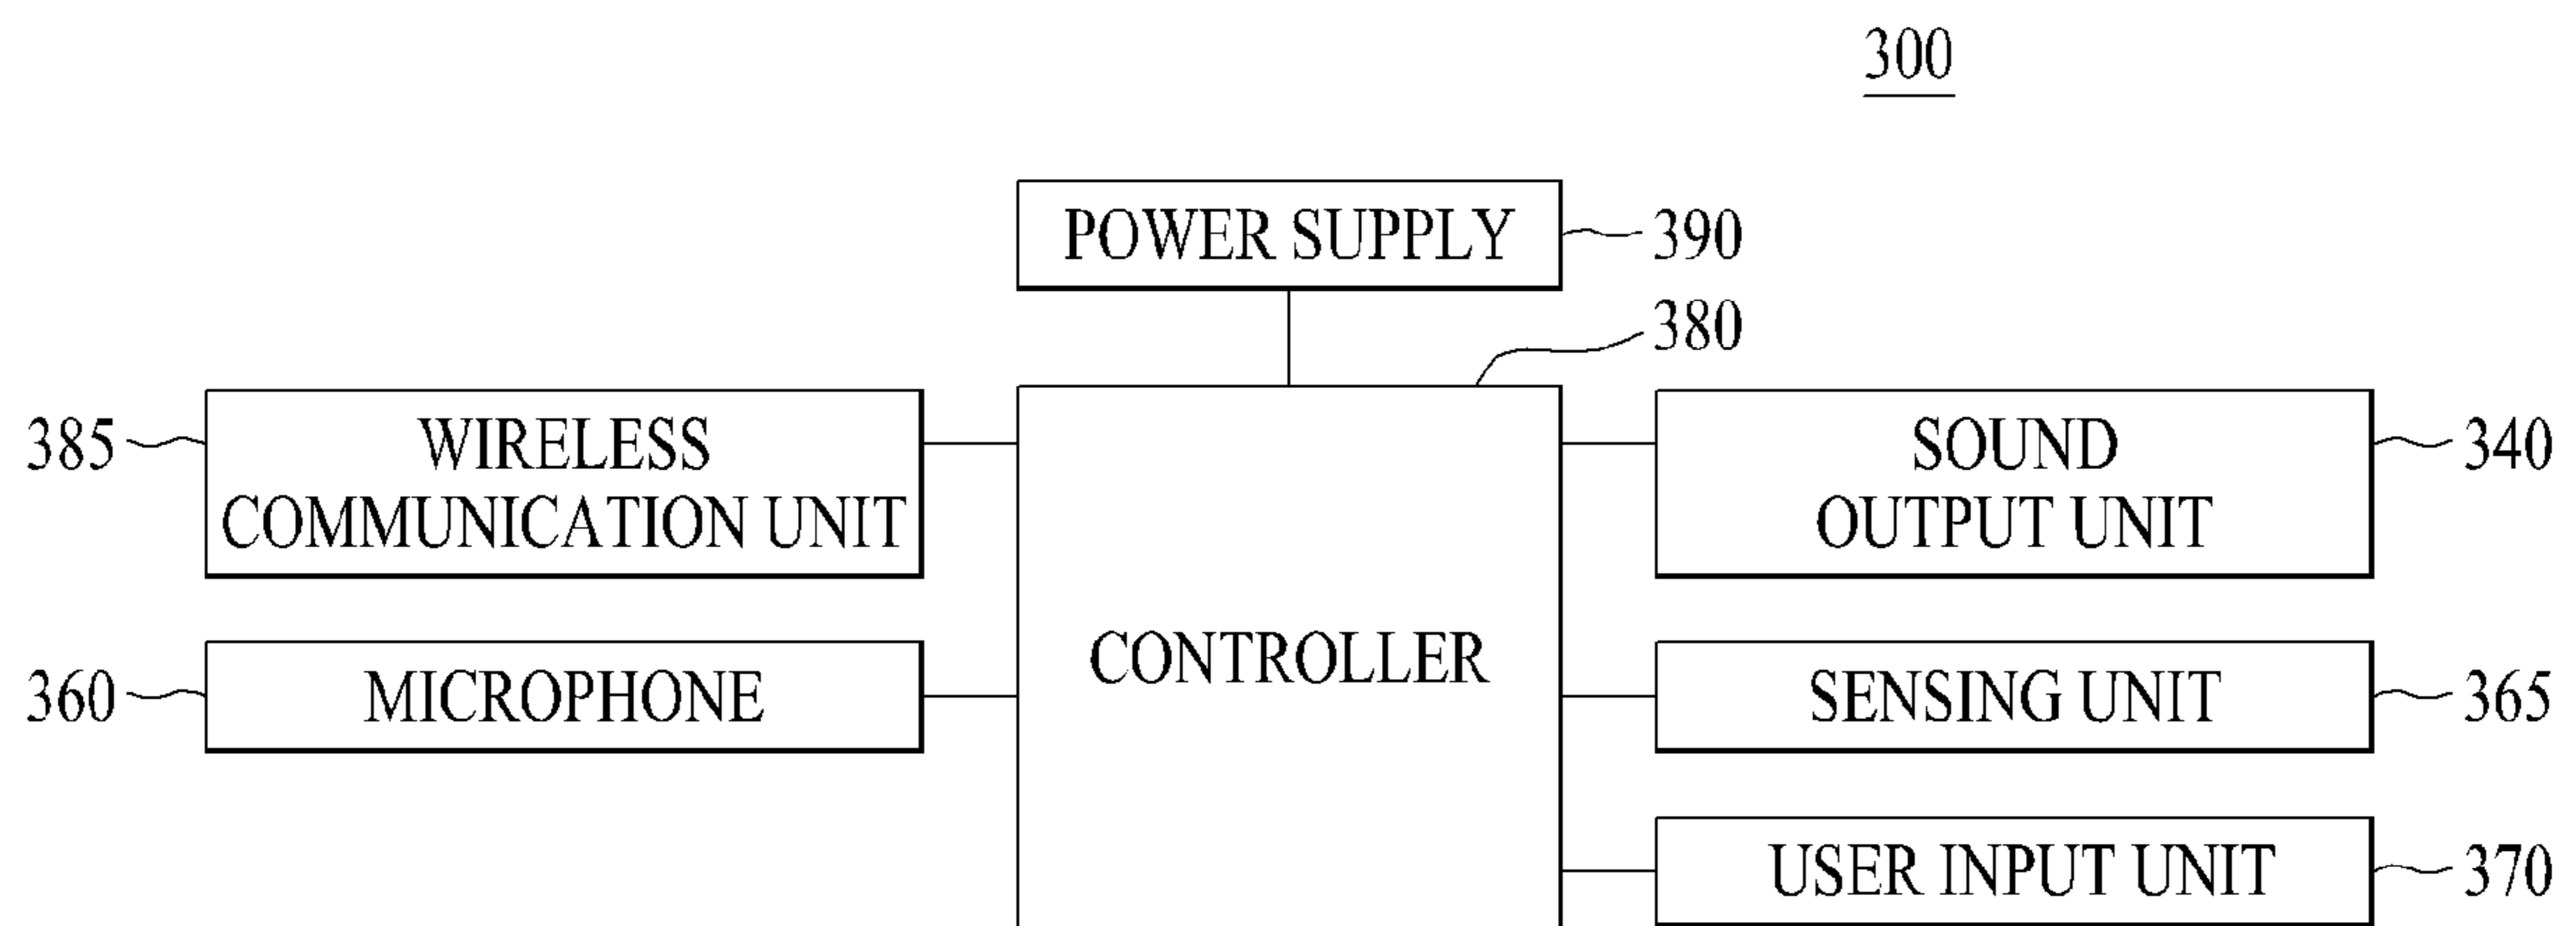 300
POWER SUPPLY 390
380
385 WIRELESS
COMMUNICATION UNIT
SOUND
OUTPUT UNIT 340
CONTROLLER
360 MICROPHONE
SENSING UNIT 365
USER INPUT UNIT 370